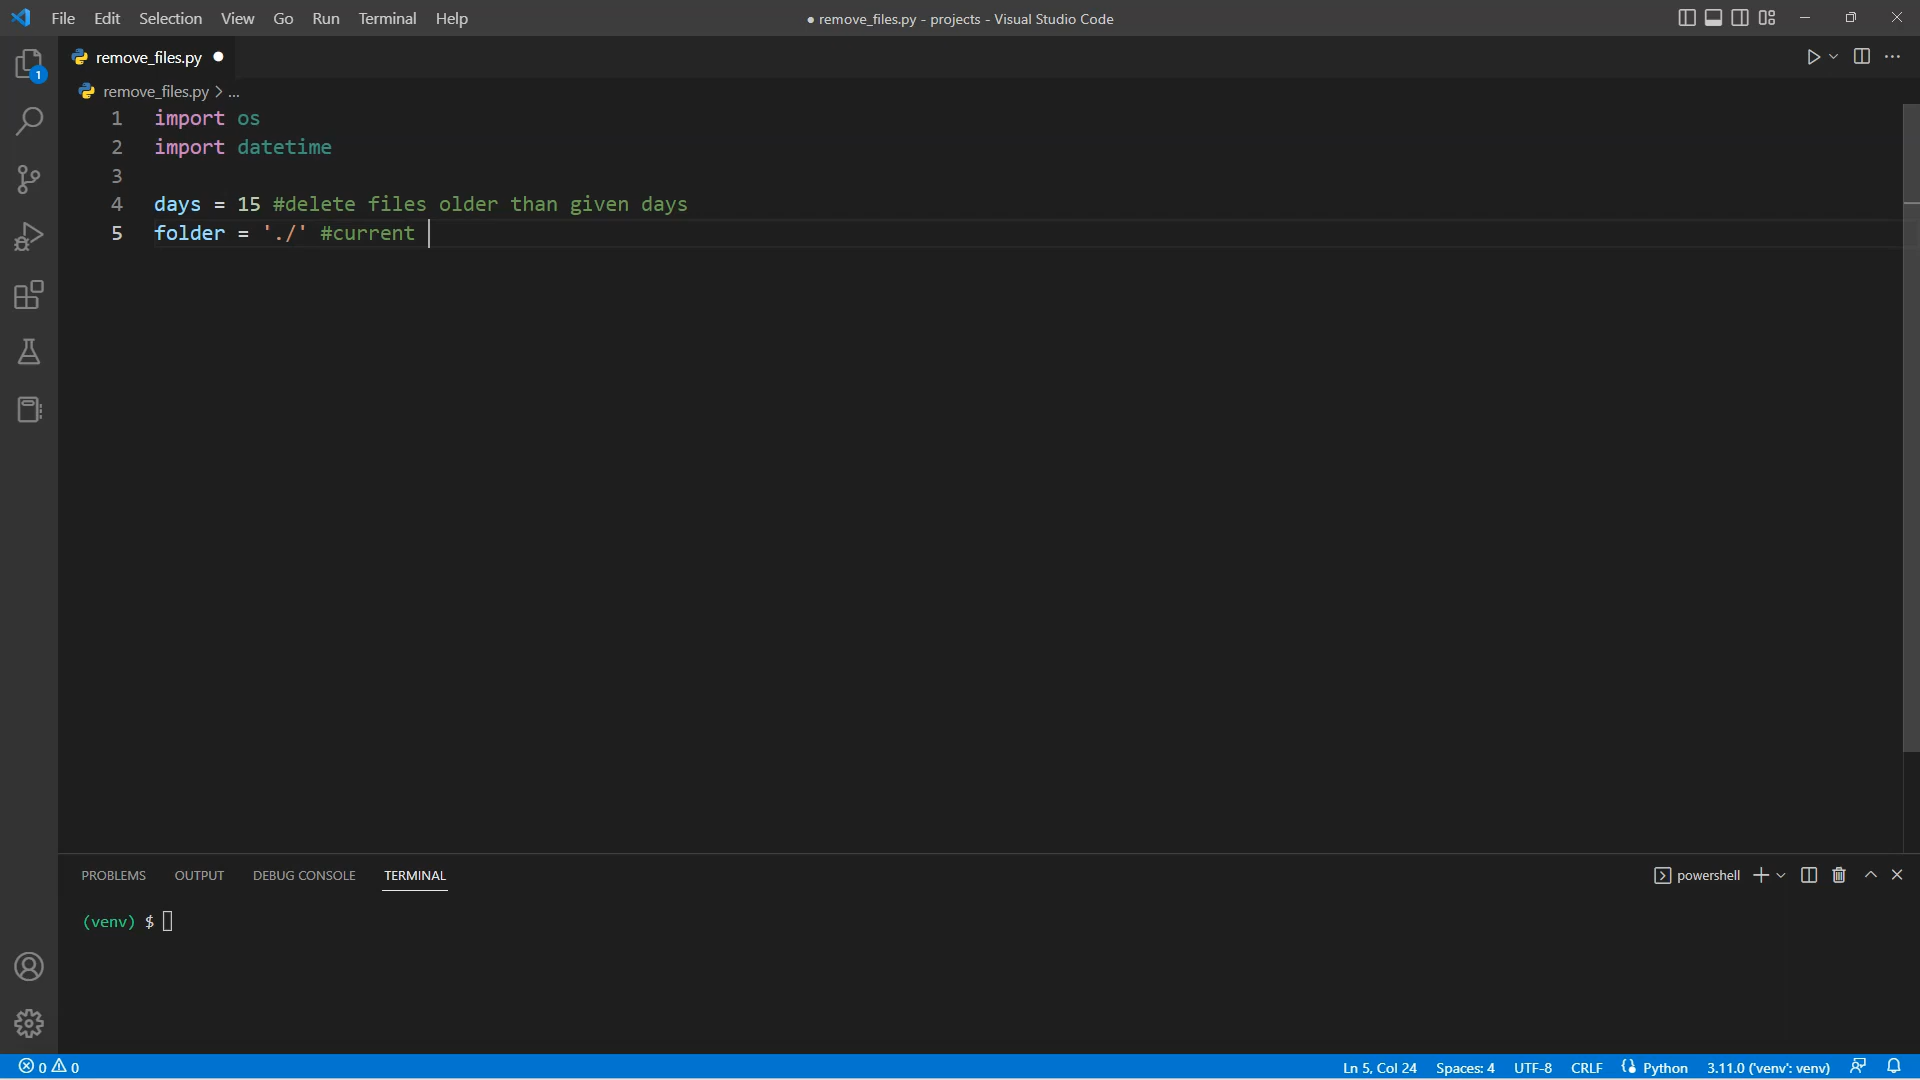 File Edit Selection View Go Run Terminal Help
● remove_files.py - projects - Visual Studio Code
1
remove_files.py ●
remove_files.py > ...
1 import os
2 import datetime
3
4 days = 15 #delete files older than given days
5 folder = './' #current
PROBLEMS OUTPUT DEBUG CONSOLE TERMINAL
powershell
(venv) $
0 0
Ln 5, Col 24 Spaces: 4 UTF-8 CRLF Python 3.11.0 ('venv': venv)